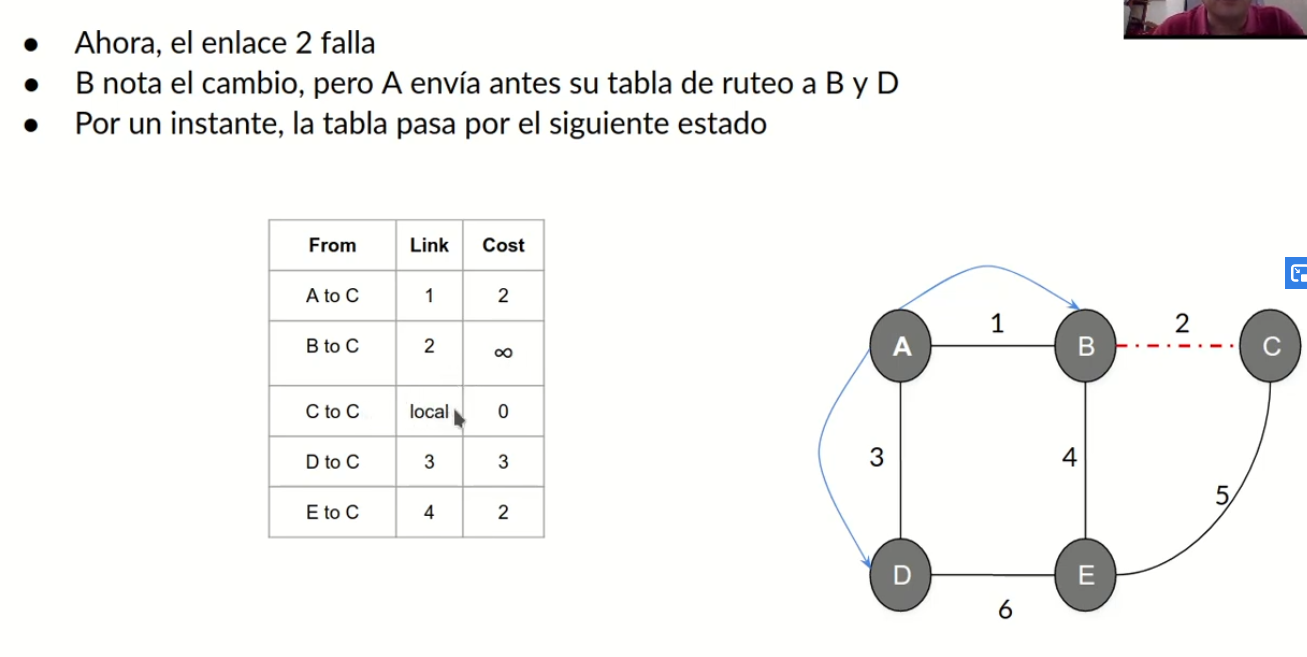 Ahora, el enlace 2 falla
B nota el cambio, pero A envía antes su tabla de ruteo a B y D
Por un instante, la tabla pasa por el siguiente estado
From Link Cost
A to C 1 2
B to C 2 ∞
C to C local 0
D to C 3 3
E to C 4 2
1 2
A B C
3 4
5
D E
6